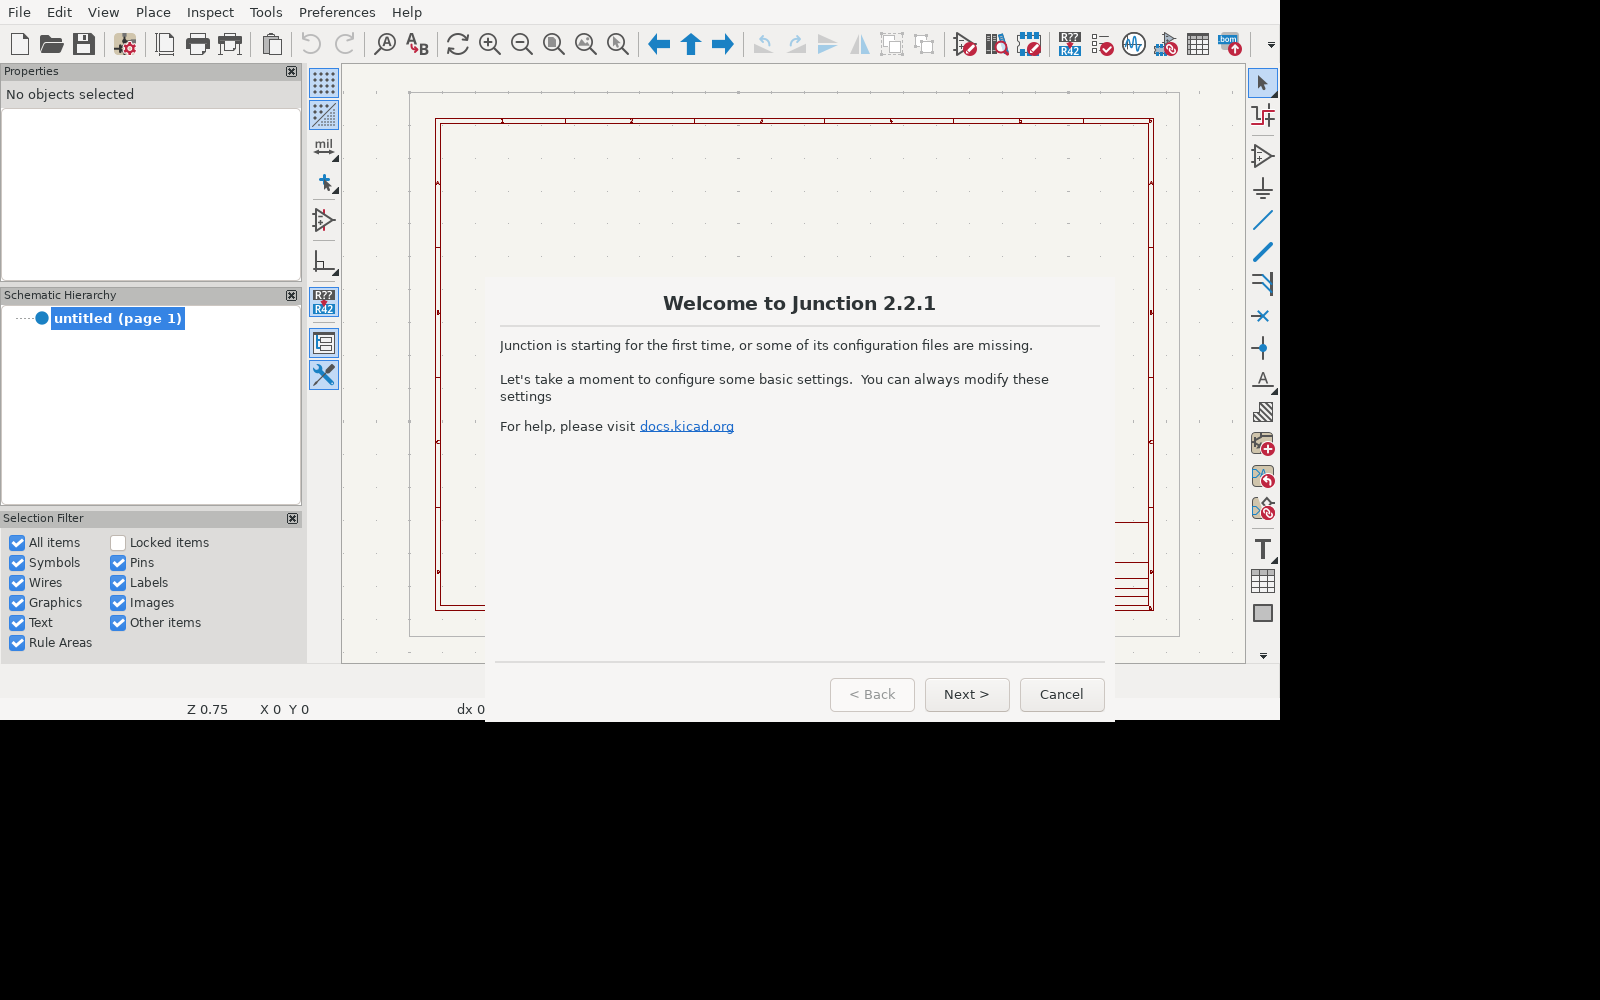 File Edit View Place Inspect Tools Preferences Help
A
A B
R?? R42
.bom
Properties
No objects selected
mil
R?? R42
Schematic Hierarchy
untitled (page 1)
Selection Filter
All items Locked items
Symbols Pins
Wires Labels
Graphics Images
Text Other items
Rule Areas
Welcome to Junction 2.2.1
Junction is starting for the first time, or some of its configuration files are missing.
Let's take a moment to configure some basic settings.  You can always modify these
settings
For help, please visit docs.kicad.org
< Back Next > Cancel
A
T
Z 0.75 X 0 Y 0 dx 0